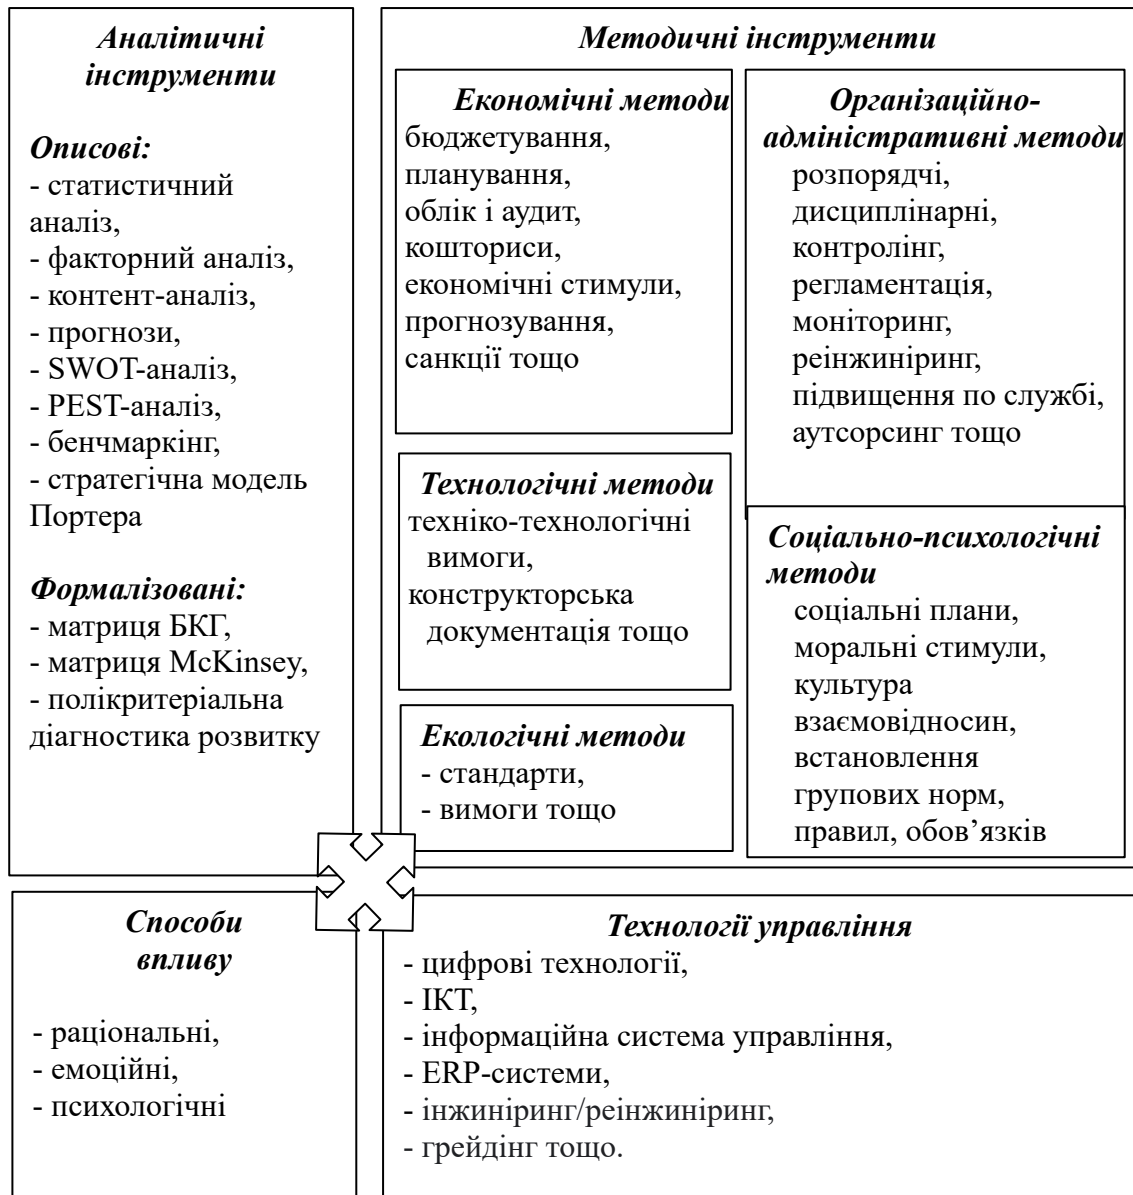 Аналітичні
інструменти
Описові:
- статистичний
аналіз,
- факторний аналіз,
- контент-аналіз,
- прогнози,
- SWOT-аналіз,
- PEST-аналіз,
- бенчмаркінг,
- стратегічна модель
Портера
Формалізовані:
- матриця БКГ,
- матриця McKinsey,
- полікритеріальна
діагностика розвитку
Методичні інструменти
Економічні методи
бюджетування,
планування,
облік і аудит,
кошториси,
економічні стимули,
прогнозування,
санкції тощо
Організаційно-
адміністративні методи
розпорядчі,
дисциплінарні,
контролінг,
регламентація,
моніторинг,
реінжиніринг,
підвищення по службі,
аутсорсинг тощо
Технологічні методи
техніко-технологічні
вимоги,
конструкторська
документація тощо
Соціально-психологічні
методи
соціальні плани,
моральні стимули,
культура
взаємовідносин,
встановлення
групових норм,
правил, обов’язків
Екологічні методи
- стандарти,
- вимоги тощо
Способи
впливу
- раціональні,
- емоційні,
- психологічні
Технології управління
- цифрові технології,
- ІКТ,
- інформаційна система управління,
- ERP-системи,
- інжиніринг/реінжиніринг,
- грейдінг тощо.